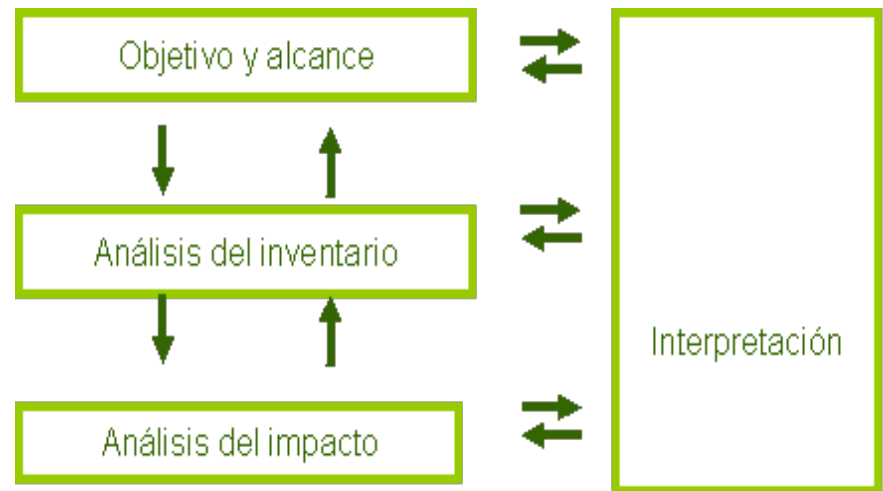 Objetivo y alcance
Análisis del inventario
Interpretación
Análisis del impacto